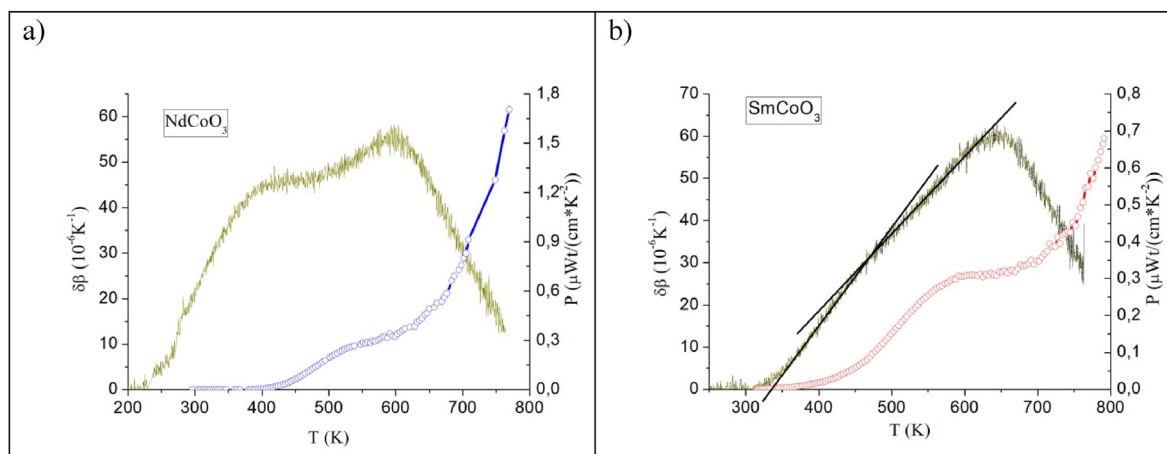 a)
NdCoO3
δβ (10-6K-1)
60
50
40
30
20
10
0
200 300 400 500 600 700 800
T (K)
1,8
1,5
1,2
0,9
0,6
0,3
0,0
P (μWt/(cm*K-2))
b)
SmCoO3
δβ (10-6K-1)
70
60
50
40
30
20
10
0
300 400 500 600 700 800
T (K)
0,8
0,7
0,6
0,5
0,4
0,3
0,2
0,1
0,0
P (μWt/(cm*K-2))